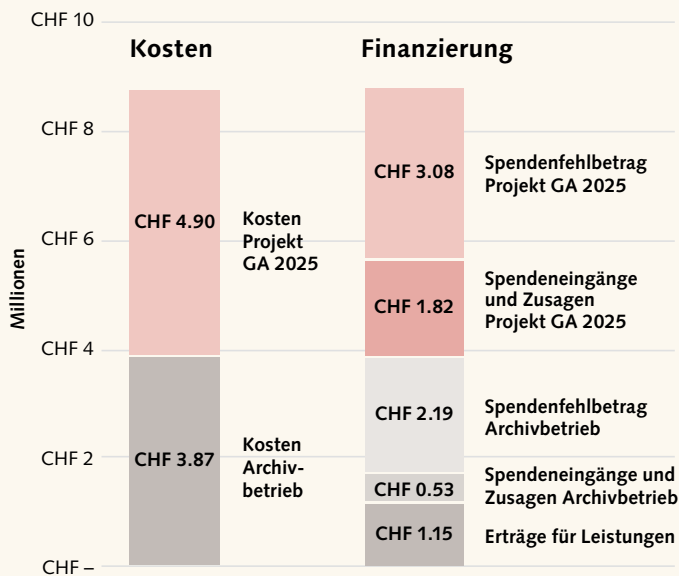 CHF 10
Kosten
Finanzierung
CHF 8
CHF 6
CHF 4
CHF 2
CHF –
Millionen
CHF 4.90
Kosten
Projekt
GA 2025
CHF 3.87
Kosten
Archiv-
betrieb
CHF 3.08
Spendenfehlbetrag
Projekt GA 2025
CHF 1.82
Spendeneingänge
und Zusagen
Projekt GA 2025
CHF 2.19
Spendenfehlbetrag
Archivbetrieb
CHF 0.53
Spendeneingänge und
Zusagen Archivbetrieb
CHF 1.15
Erträge für Leistungen